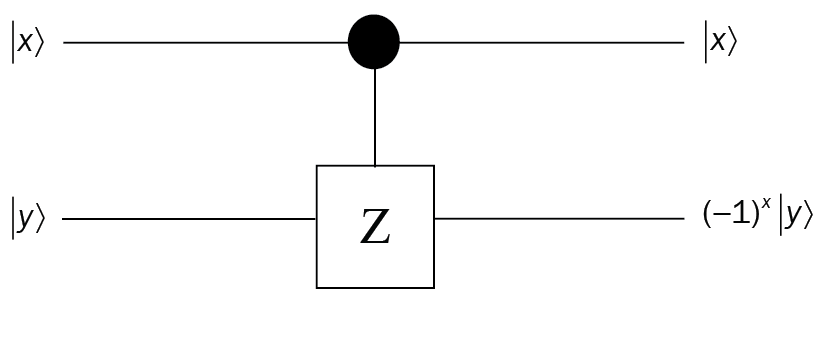 |x⟩ |x⟩
Z
|y⟩ (−1)ˣ |y⟩